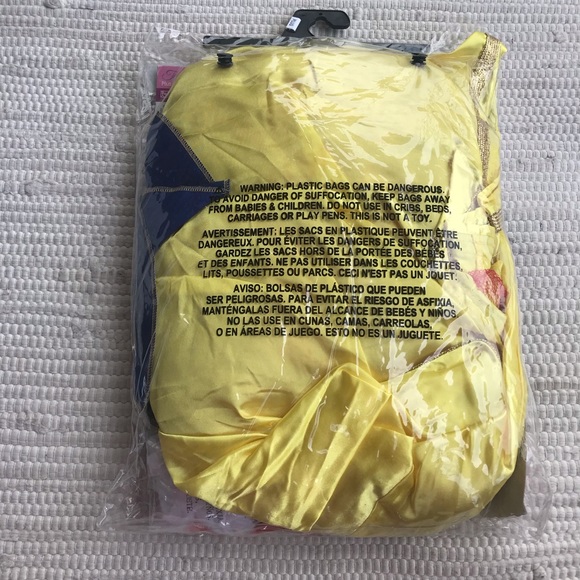 WARNING: PLASTIC BAGS CAN BE DANGEROUS.
TO AVOID DANGER OF SUFFOCATION, KEEP BAGS AWAY
FROM BABIES & CHILDREN. DO NOT USE IN CRIBS, BEDS,
CARRIAGES OR PLAY PENS. THIS IS NOT A TOY.
AVERTISSEMENT: LES SACS EN PLASTIQUE PEUVENT ÊTRE
DANGEREUX. POUR ÉVITER LES DANGERS DE SUFFOCATION,
GARDEZ LES SACS HORS DE LA PORTÉE DES BÉBÉS
ET DES ENFANTS. NE PAS UTILISER DANS LES COUCHETTES,
LITS, POUSSETTES OU PARCS. CECI N'EST PAS UN JOUET.
AVISO: BOLSAS DE PLÁSTICO QUE PUEDEN
SER PELIGROSAS. PARA EVITAR EL RIESGO DE ASFIXIA,
MANTÉNGALAS FUERA DEL ALCANCE DE BEBÉS Y NIÑOS.
NO LAS USE EN CUNAS, CAMAS, CARREOLAS,
O EN AREAS DE JUEGO. ESTO NO ES UN JUGUETE.